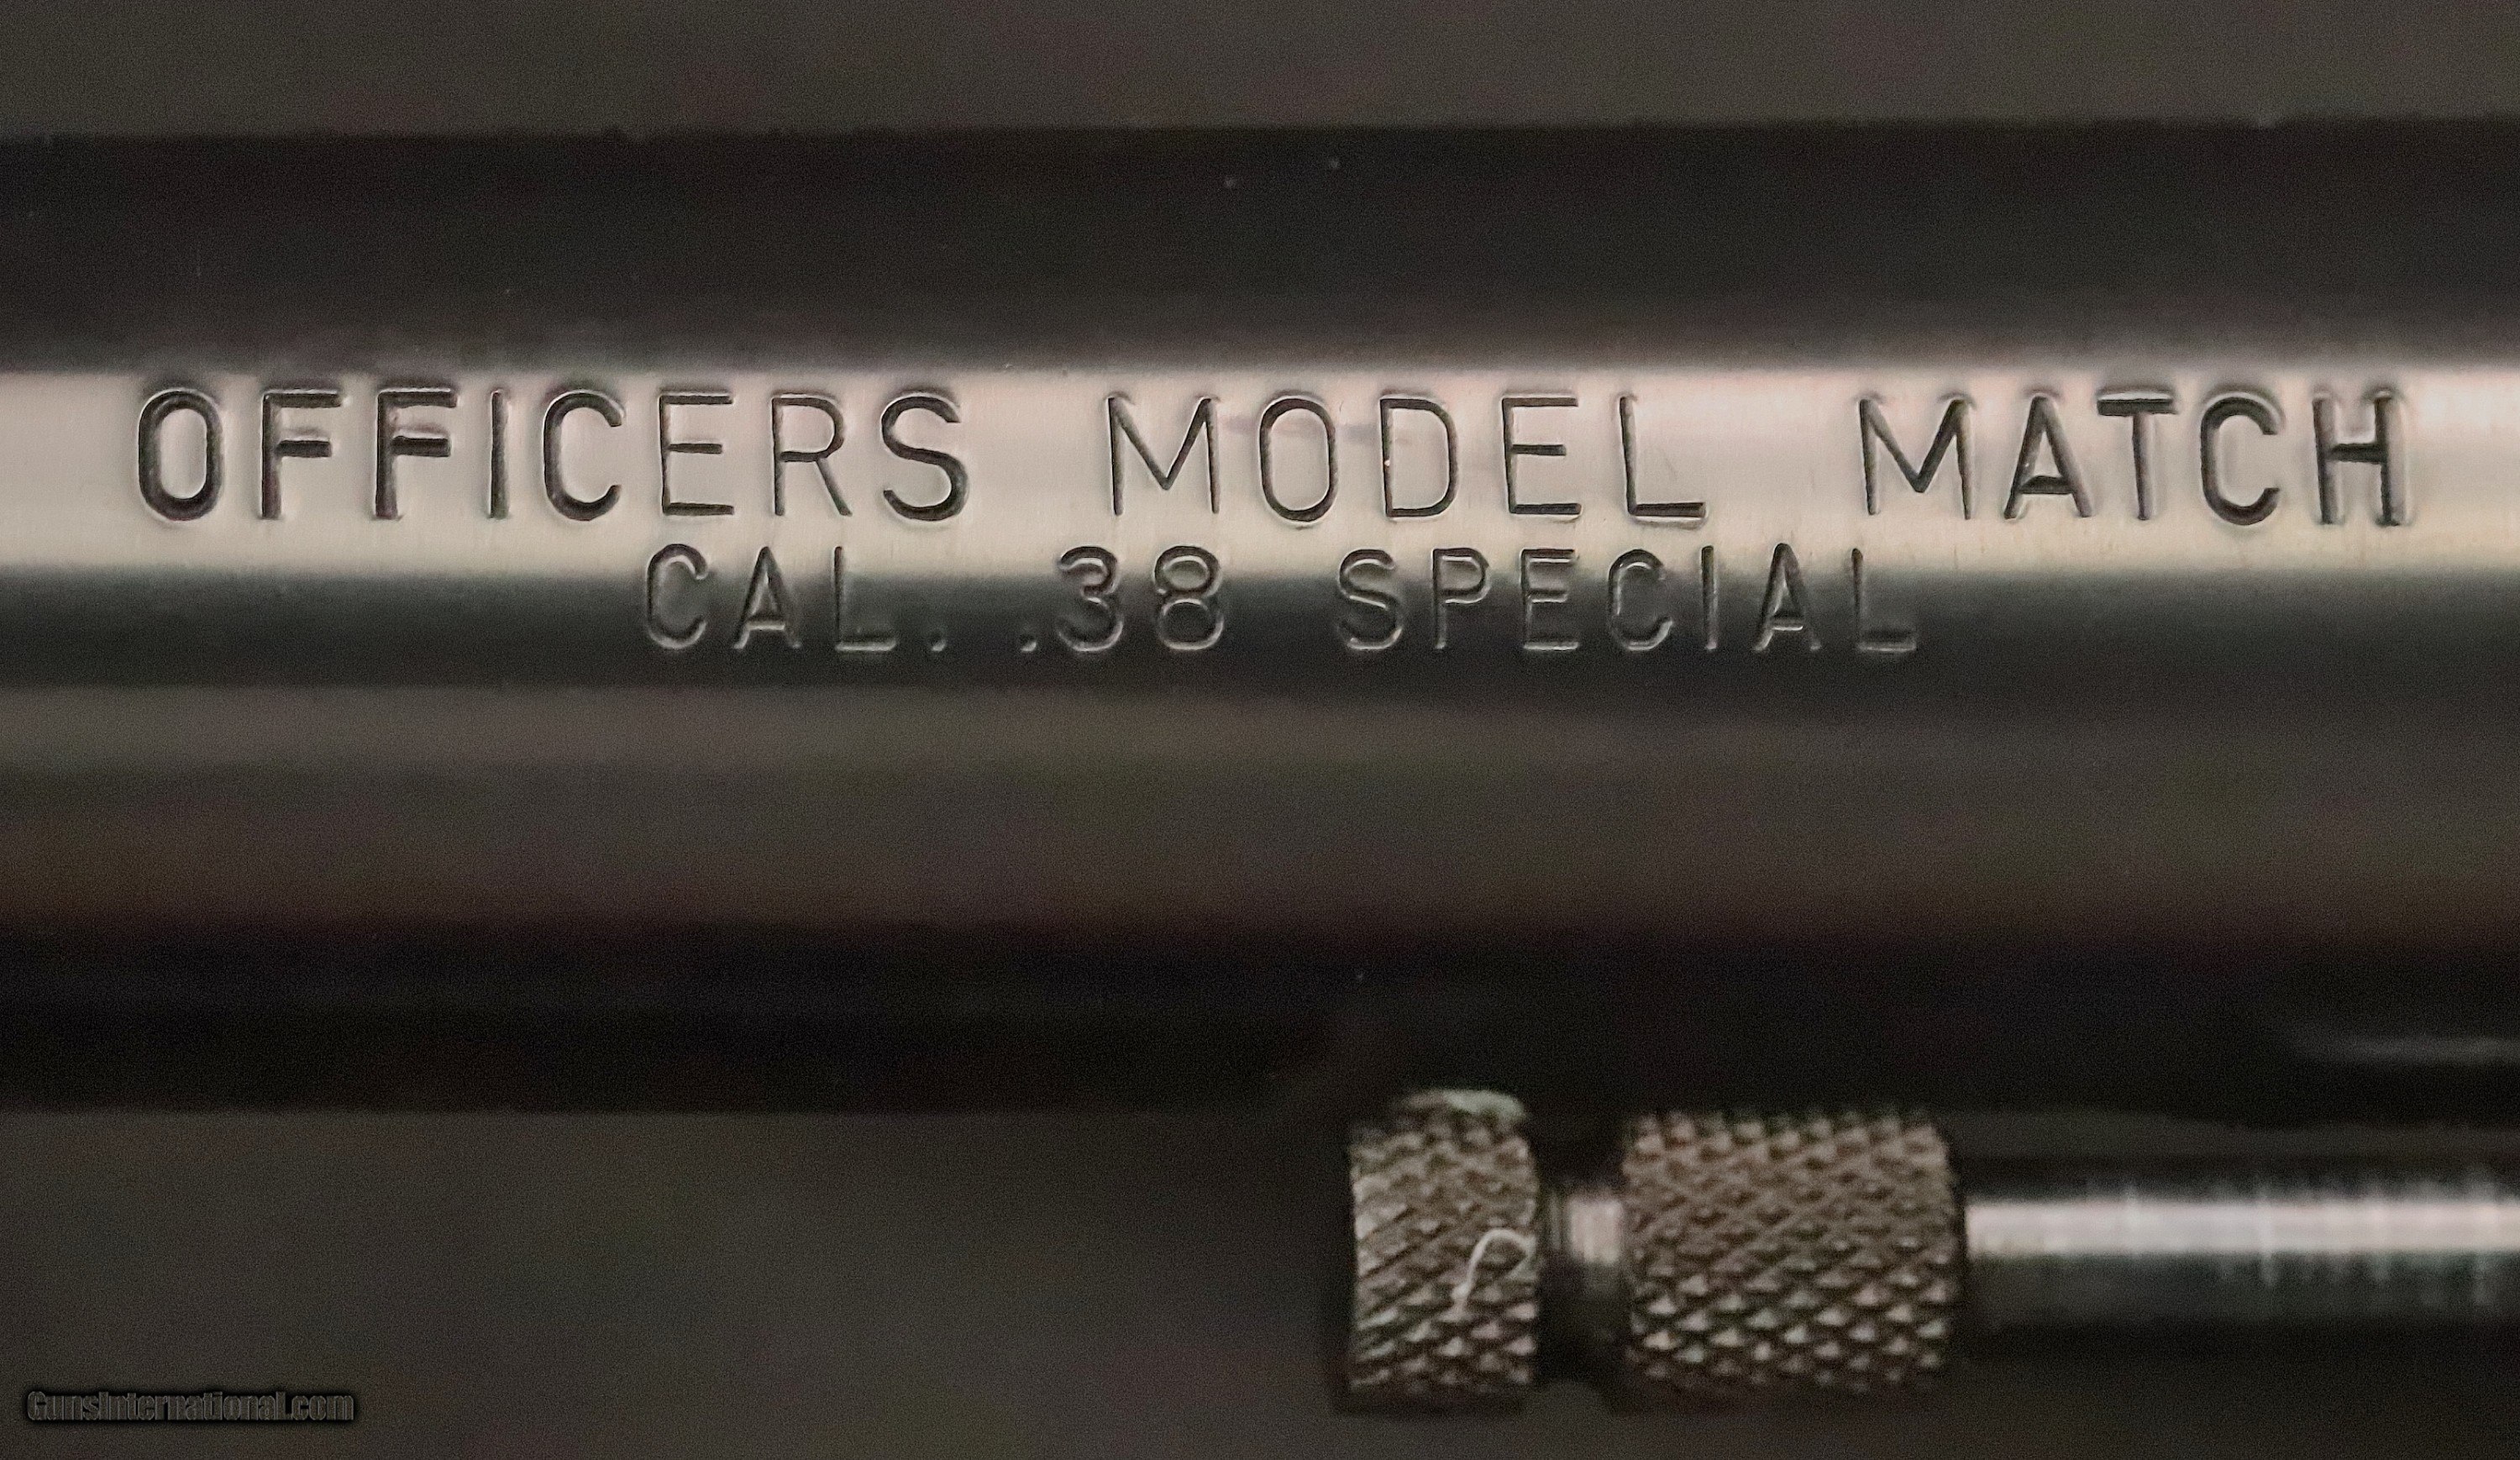 OFFICERS MODEL MATCH
CAL. .38 SPECIAL
GunsInternational.com